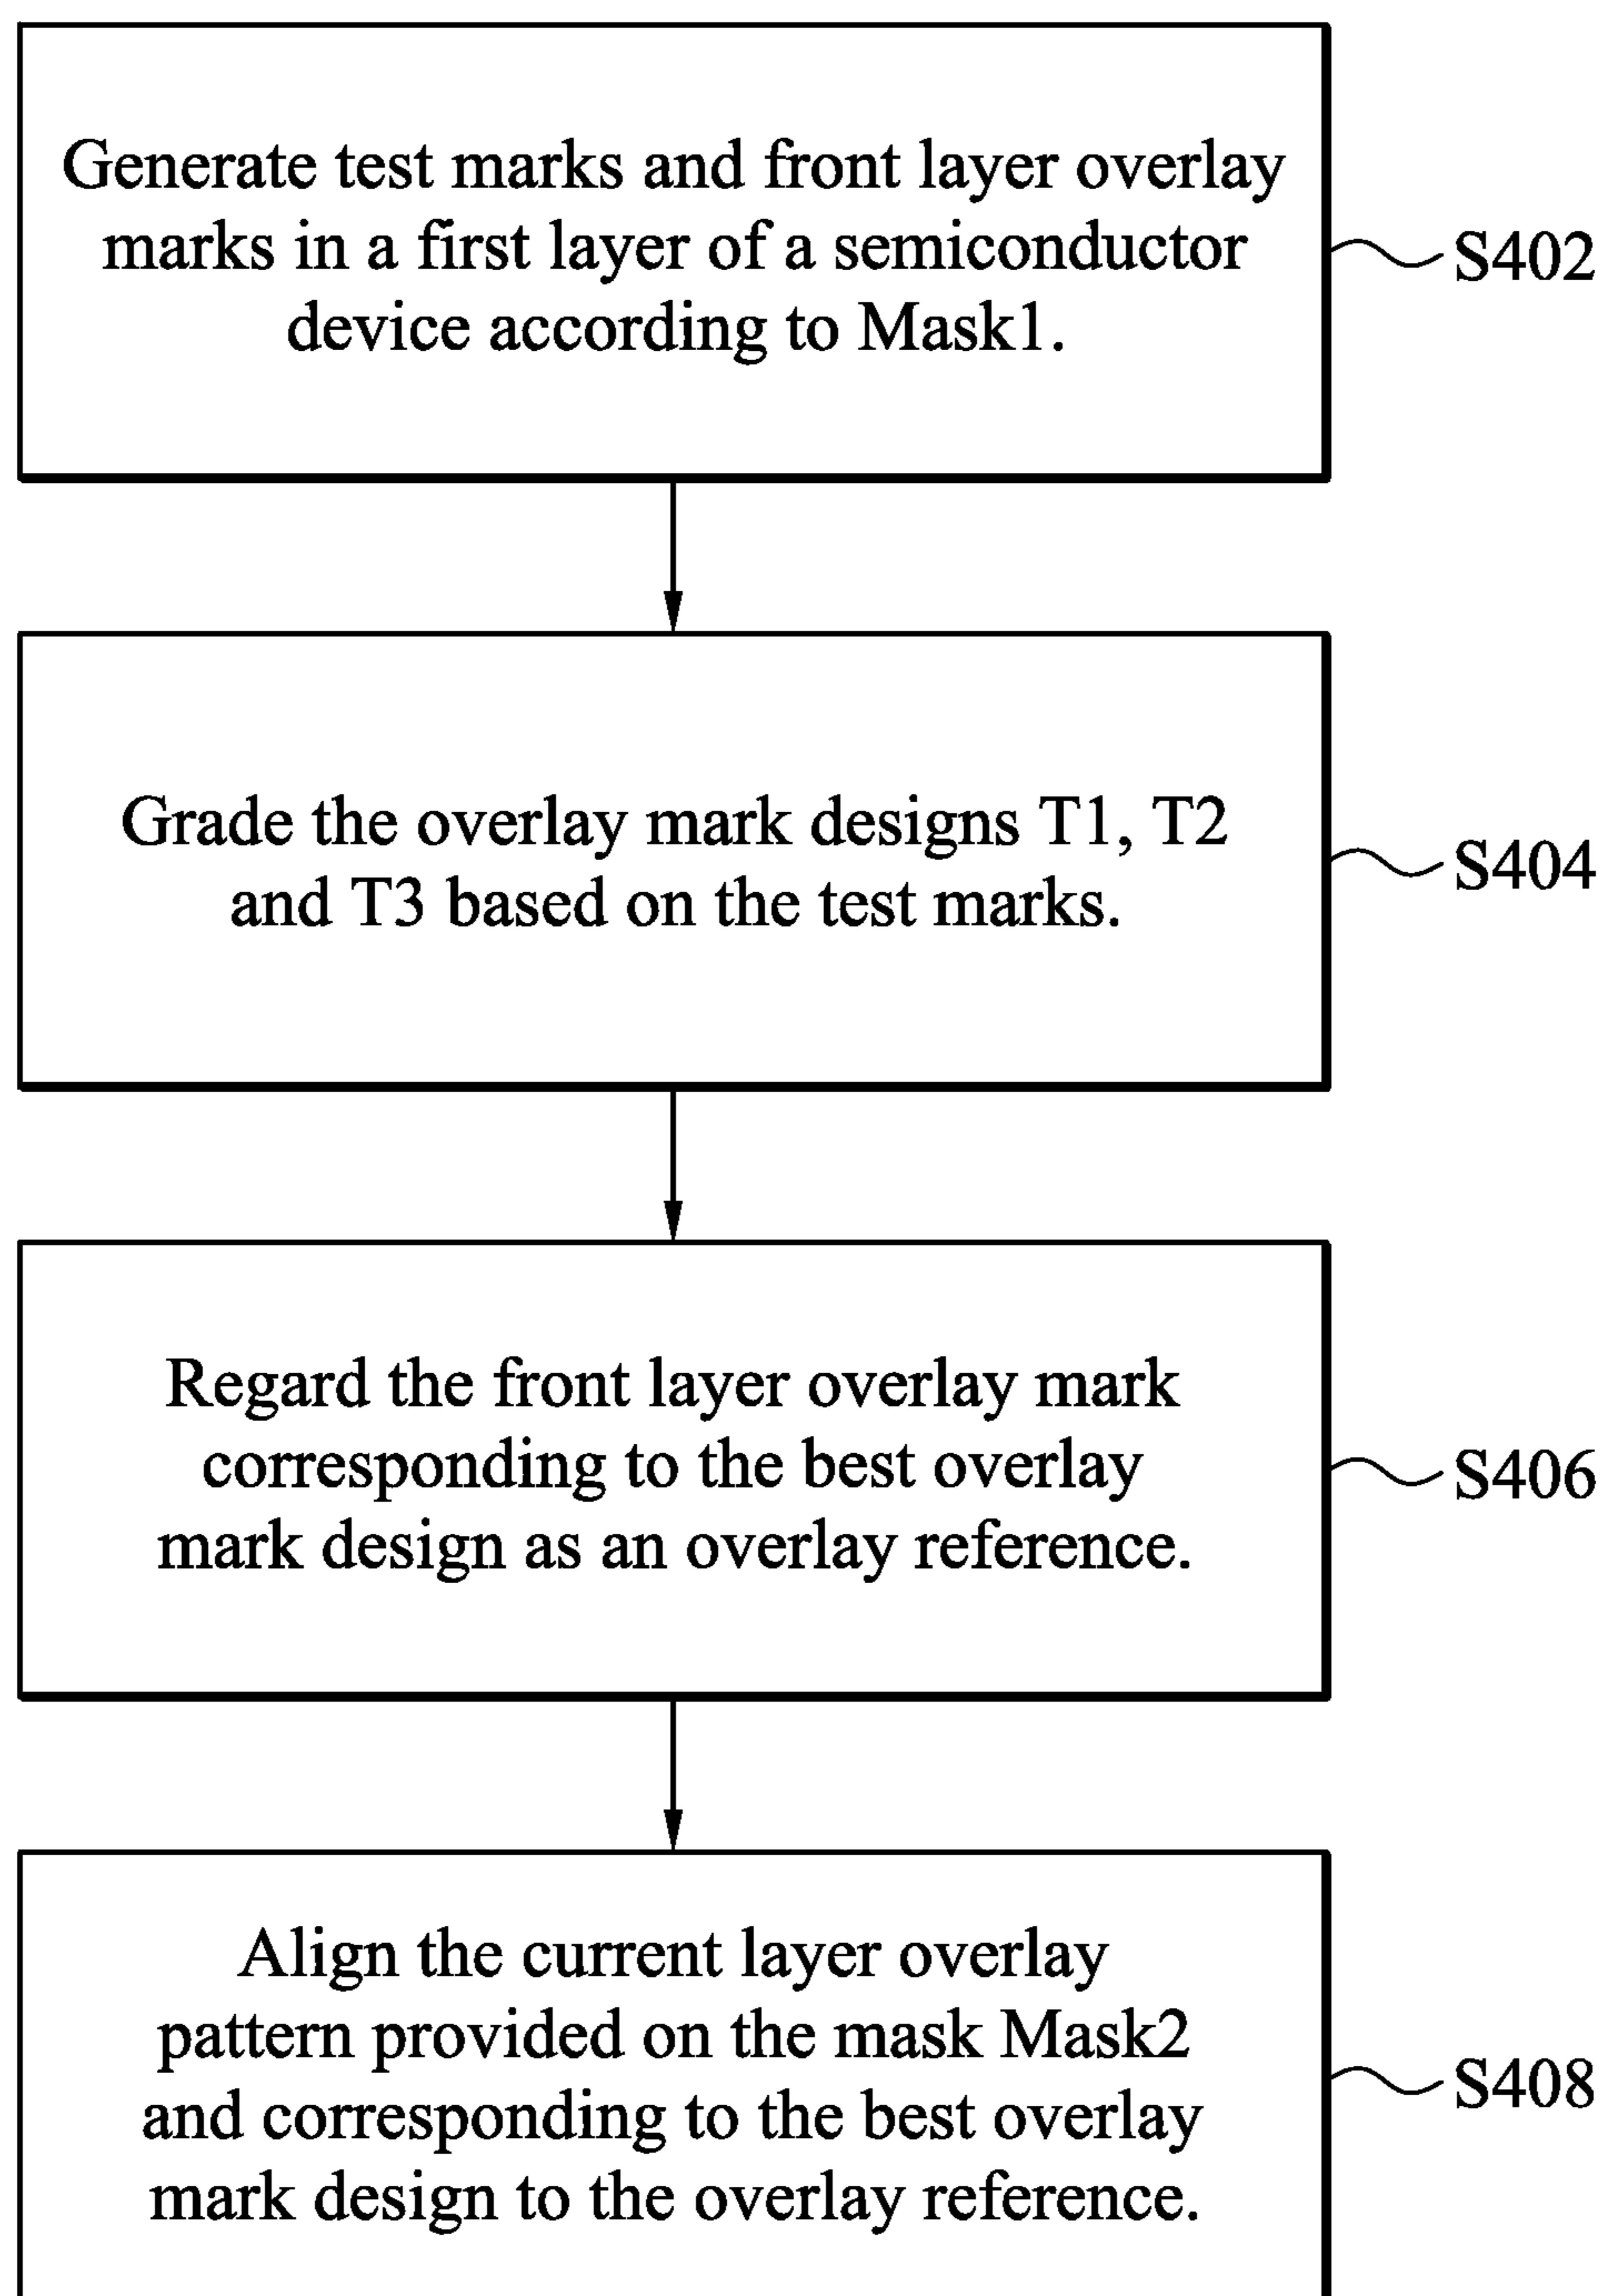 Generate test marks and front layer overlay
marks in a first layer of a semiconductor
device according to Mask1.
S402
Grade the overlay mark designs T1, T2
and T3 based on the test marks.
S404
Regard the front layer overlay mark
corresponding to the best overlay
mark design as an overlay reference.
S406
Align the current layer overlay
pattern provided on the mask Mask2
and corresponding to the best overlay
mark design to the overlay reference.
S408